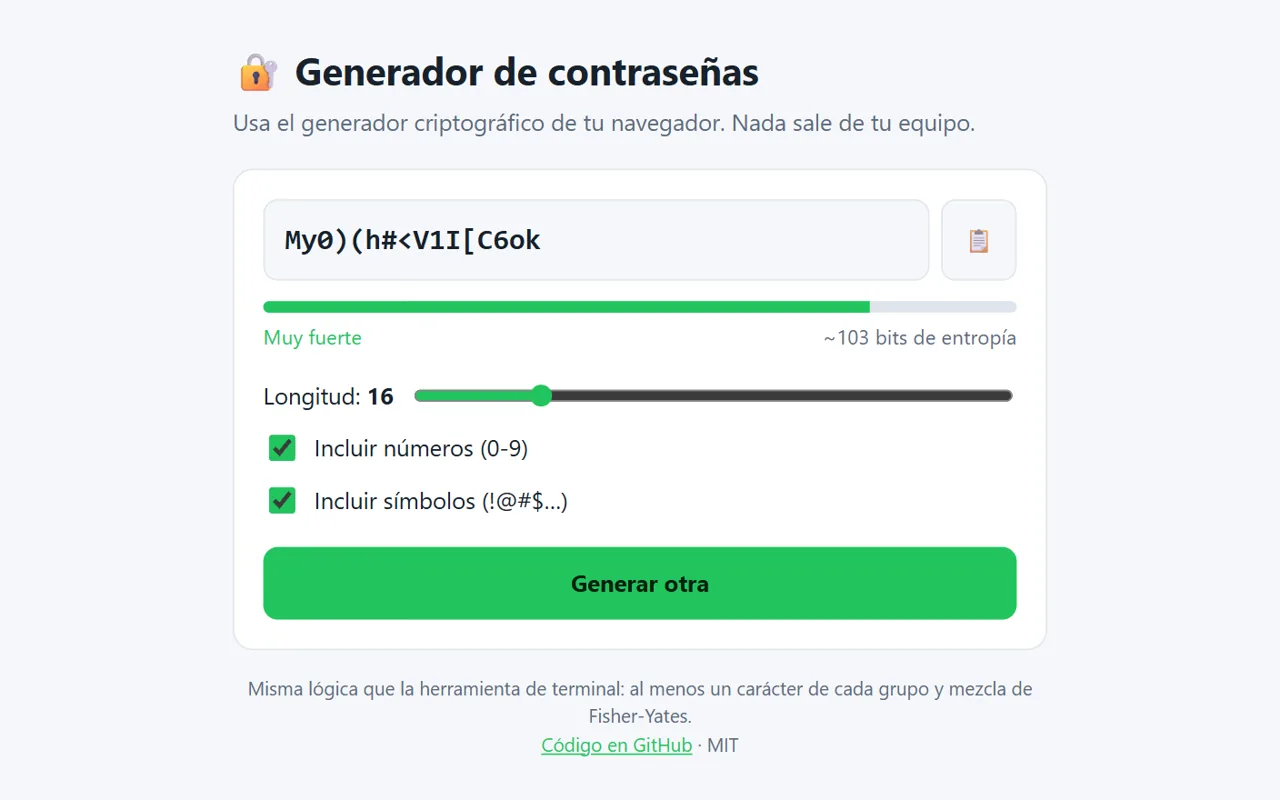 Generador de contraseñas
Usa el generador criptográfico de tu navegador. Nada sale de tu equipo.
My0)(h#<V1I[C6ok
Muy fuerte
~103 bits de entropía
Longitud: 16
Incluir números (0-9)
Incluir símbolos (!@#$...)
Generar otra
Misma lógica que la herramienta de terminal: al menos un carácter de cada grupo y mezcla de
Fisher-Yates.
Código en GitHub · MIT